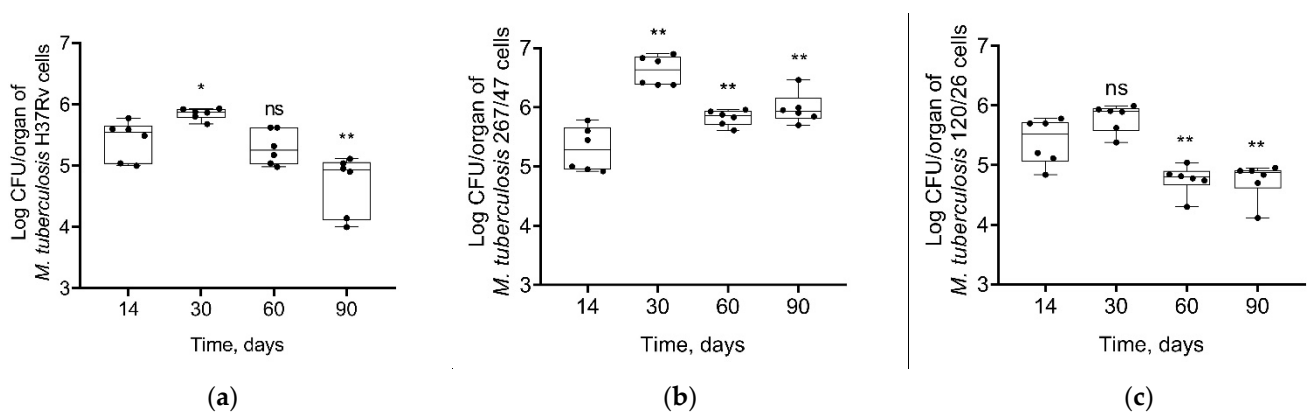 Log CFU/organ of
M. tuberculosis H37Rv cells
7
6
5
4
3
*
ns
**
14 30 60 90
Time, days
(a)
Log CFU/organ of
M. tuberculosis 267/47 cells
7
6
5
4
3
**
**
**
14 30 60 90
Time, days
(b)
Log CFU/organ of
M. tuberculosis 120/26 cells
7
6
5
4
3
ns
**
**
14 30 60 90
Time, days
(c)